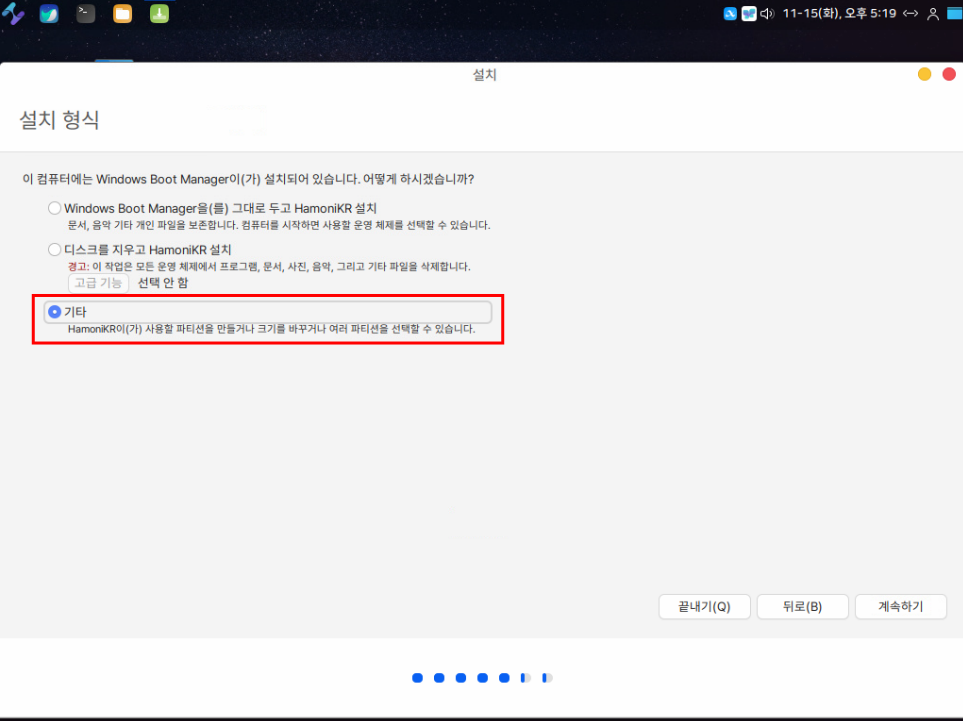 11-15(화), 오후 5:19
설치
설치 형식
이 컴퓨터에는 Windows Boot Manager이(가) 설치되어 있습니다. 어떻게 하시겠습니까?
Windows Boot Manager을(를) 그대로 두고 HamoniKR 설치
문서, 음악 기타 개인 파일을 보존합니다. 컴퓨터를 시작하면 사용할 운영 체제를 선택할 수 있습니다.
디스크를 지우고 HamoniKR 설치
경고: 이 작업은 모든 운영 체제에서 프로그램, 문서, 사진, 음악, 그리고 기타 파일을 삭제합니다.
고급 기능 선택 안 함
기타
HamoniKR이(가) 사용할 파티션을 만들거나 크기를 바꾸거나 여러 파티션을 선택할 수 있습니다.
끝내기(Q) 뒤로(B) 계속하기